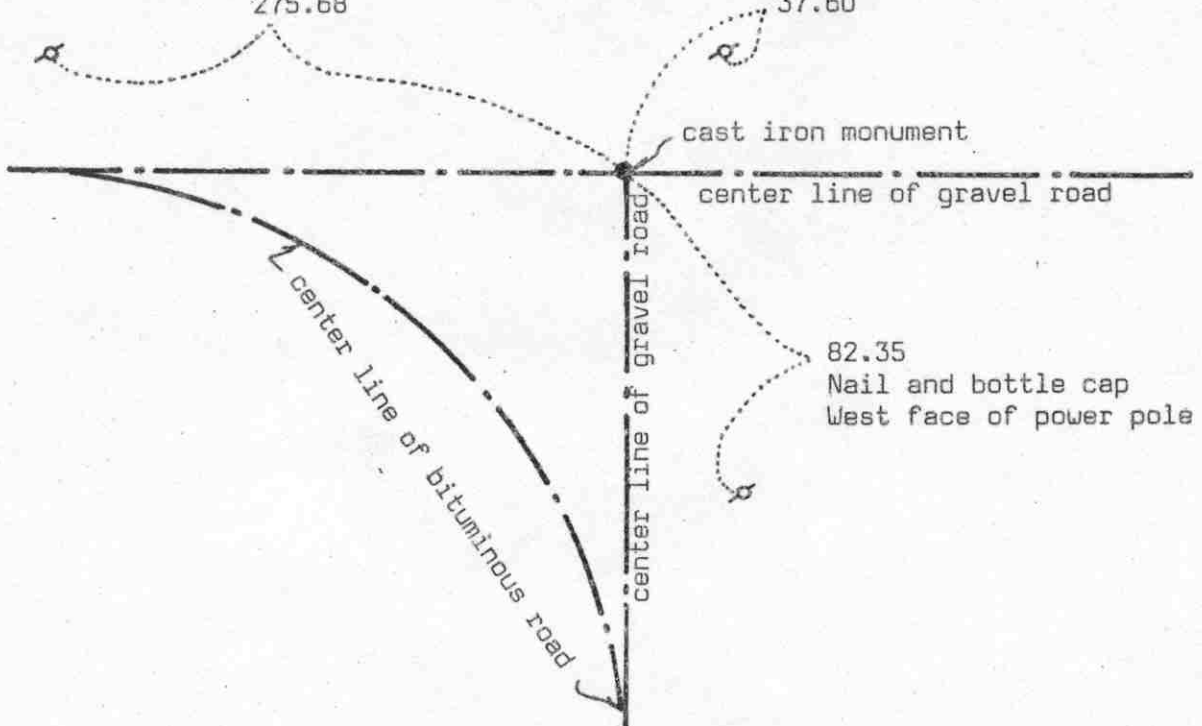 275.68
37.60
cast iron monument
center line of gravel road
center line of gravel road
82.35
Nail and bottle cap
West face of power pole
center line of bituminous road